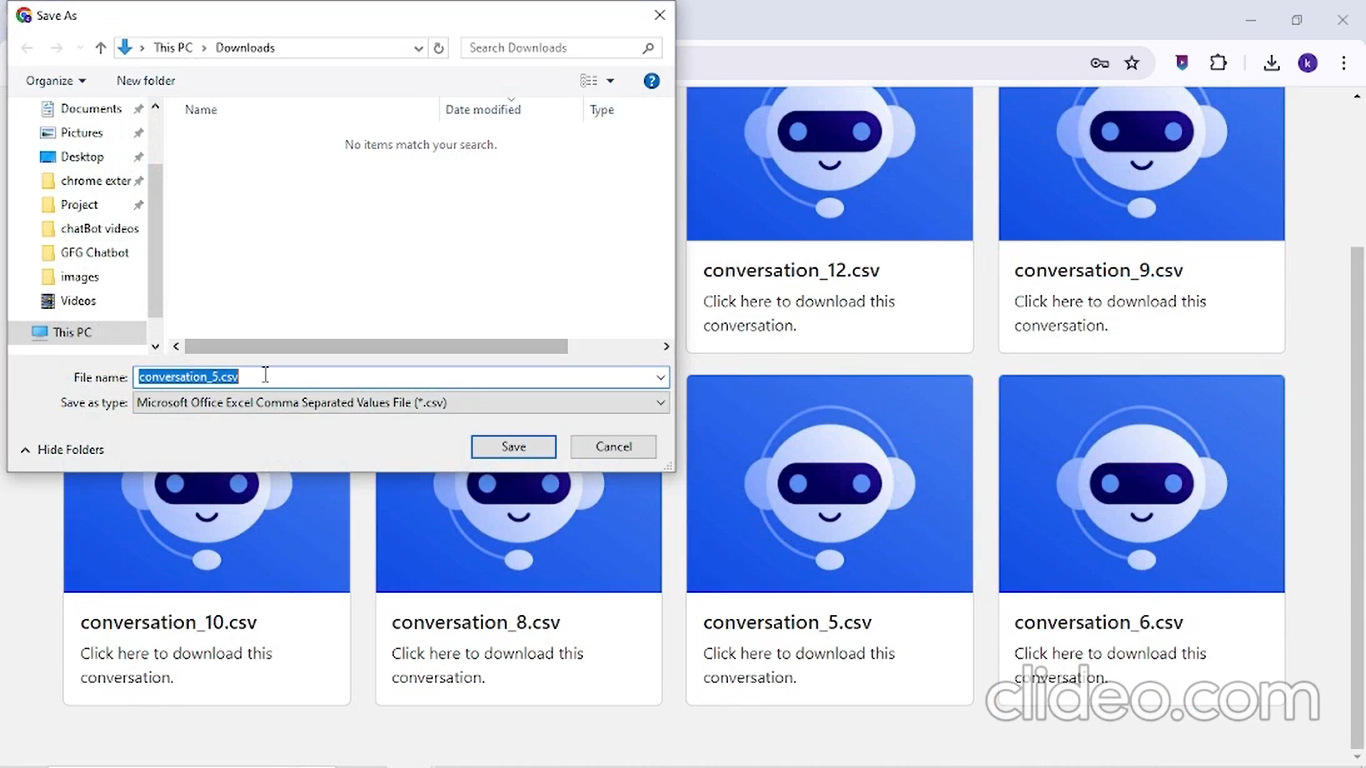 Save As
This PC
Downloads
Search Downloads
Organize
New folder
Documents
Pictures
Desktop
chrome exter
Project
chatBot videos
GFG Chatbot
images
Videos
This PC
Name
Date modified
Type
No items match your search.
File name:
conversation_5.csv
Save as type:
Microsoft Office Excel Comma Separated Values File (*.csv)
Hide Folders
Save
Cancel
k
conversation_12.csv
Click here to download this
conversation.
conversation_9.csv
Click here to download this
conversation.
conversation_10.csv
Click here to download this
conversation.
conversation_8.csv
Click here to download this
conversation.
conversation_5.csv
Click here to download this
conversation.
conversation_6.csv
Click here to download this
conversation.
clideo.com